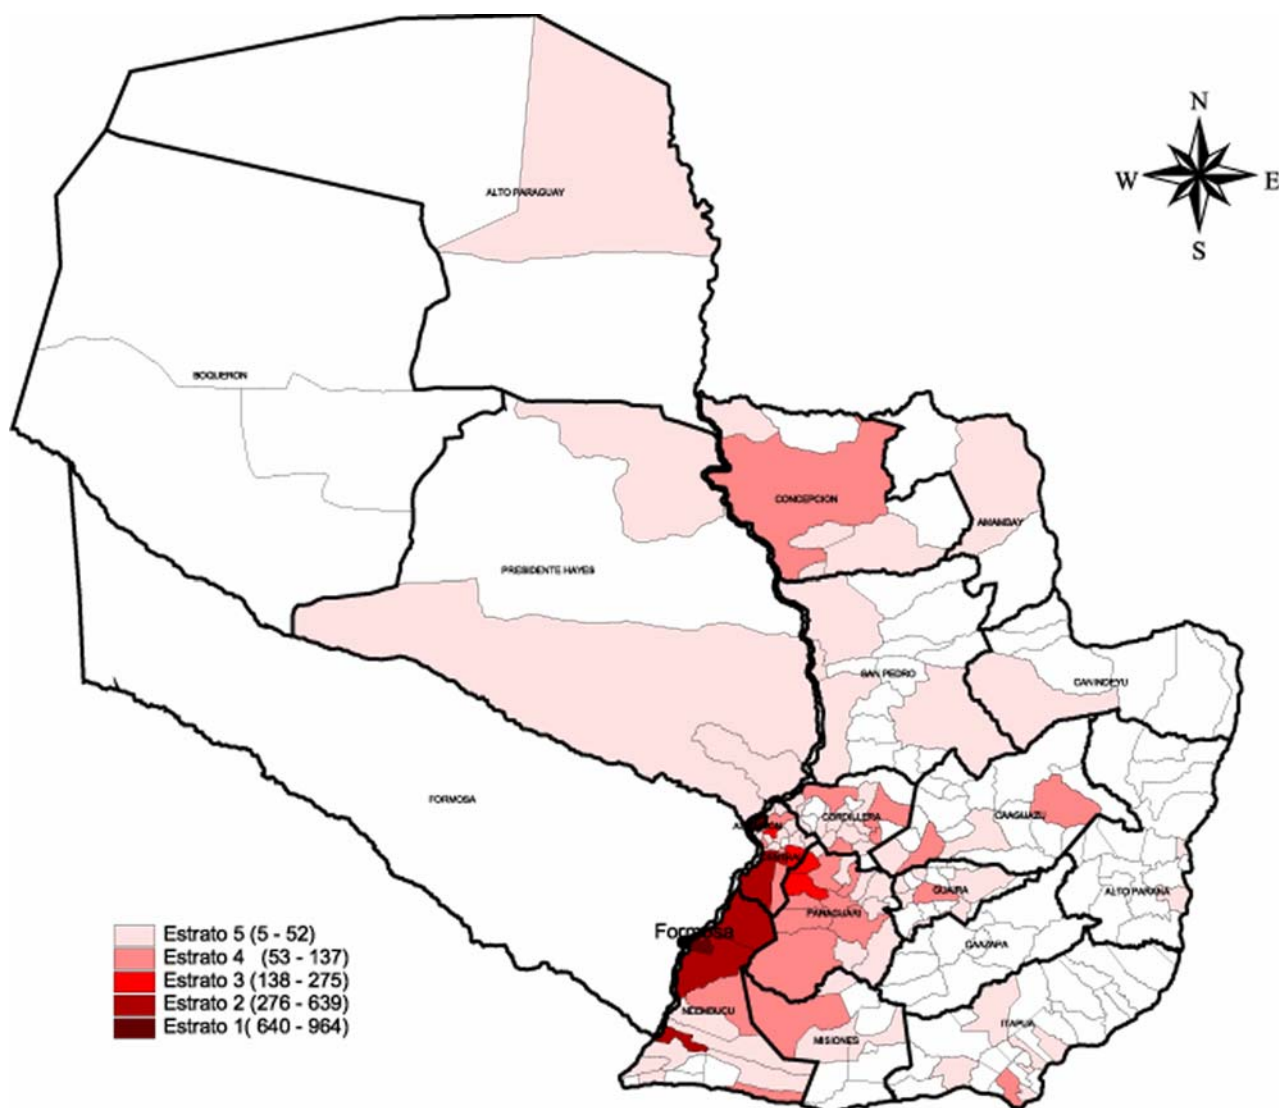 N
W E
S
ALTO PARAGUAY
BOQUERON
CONCEPCION
AMANBAY
PRESIDENTE HAYES
SAN PEDRO
CANINDEYU
FORMOSA
CORDILLERA
CAAGUAZU
GUAIRA
ALTO PARANA
PARAGUARI
Formosa
CAAZAPA
Estrato 5 (5 - 52)
Estrato 4 (53 - 137)
Estrato 3 (138 - 275)
Estrato 2 (276 - 639)
Estrato 1( 640 - 964)
ITAPUA
MISIONES